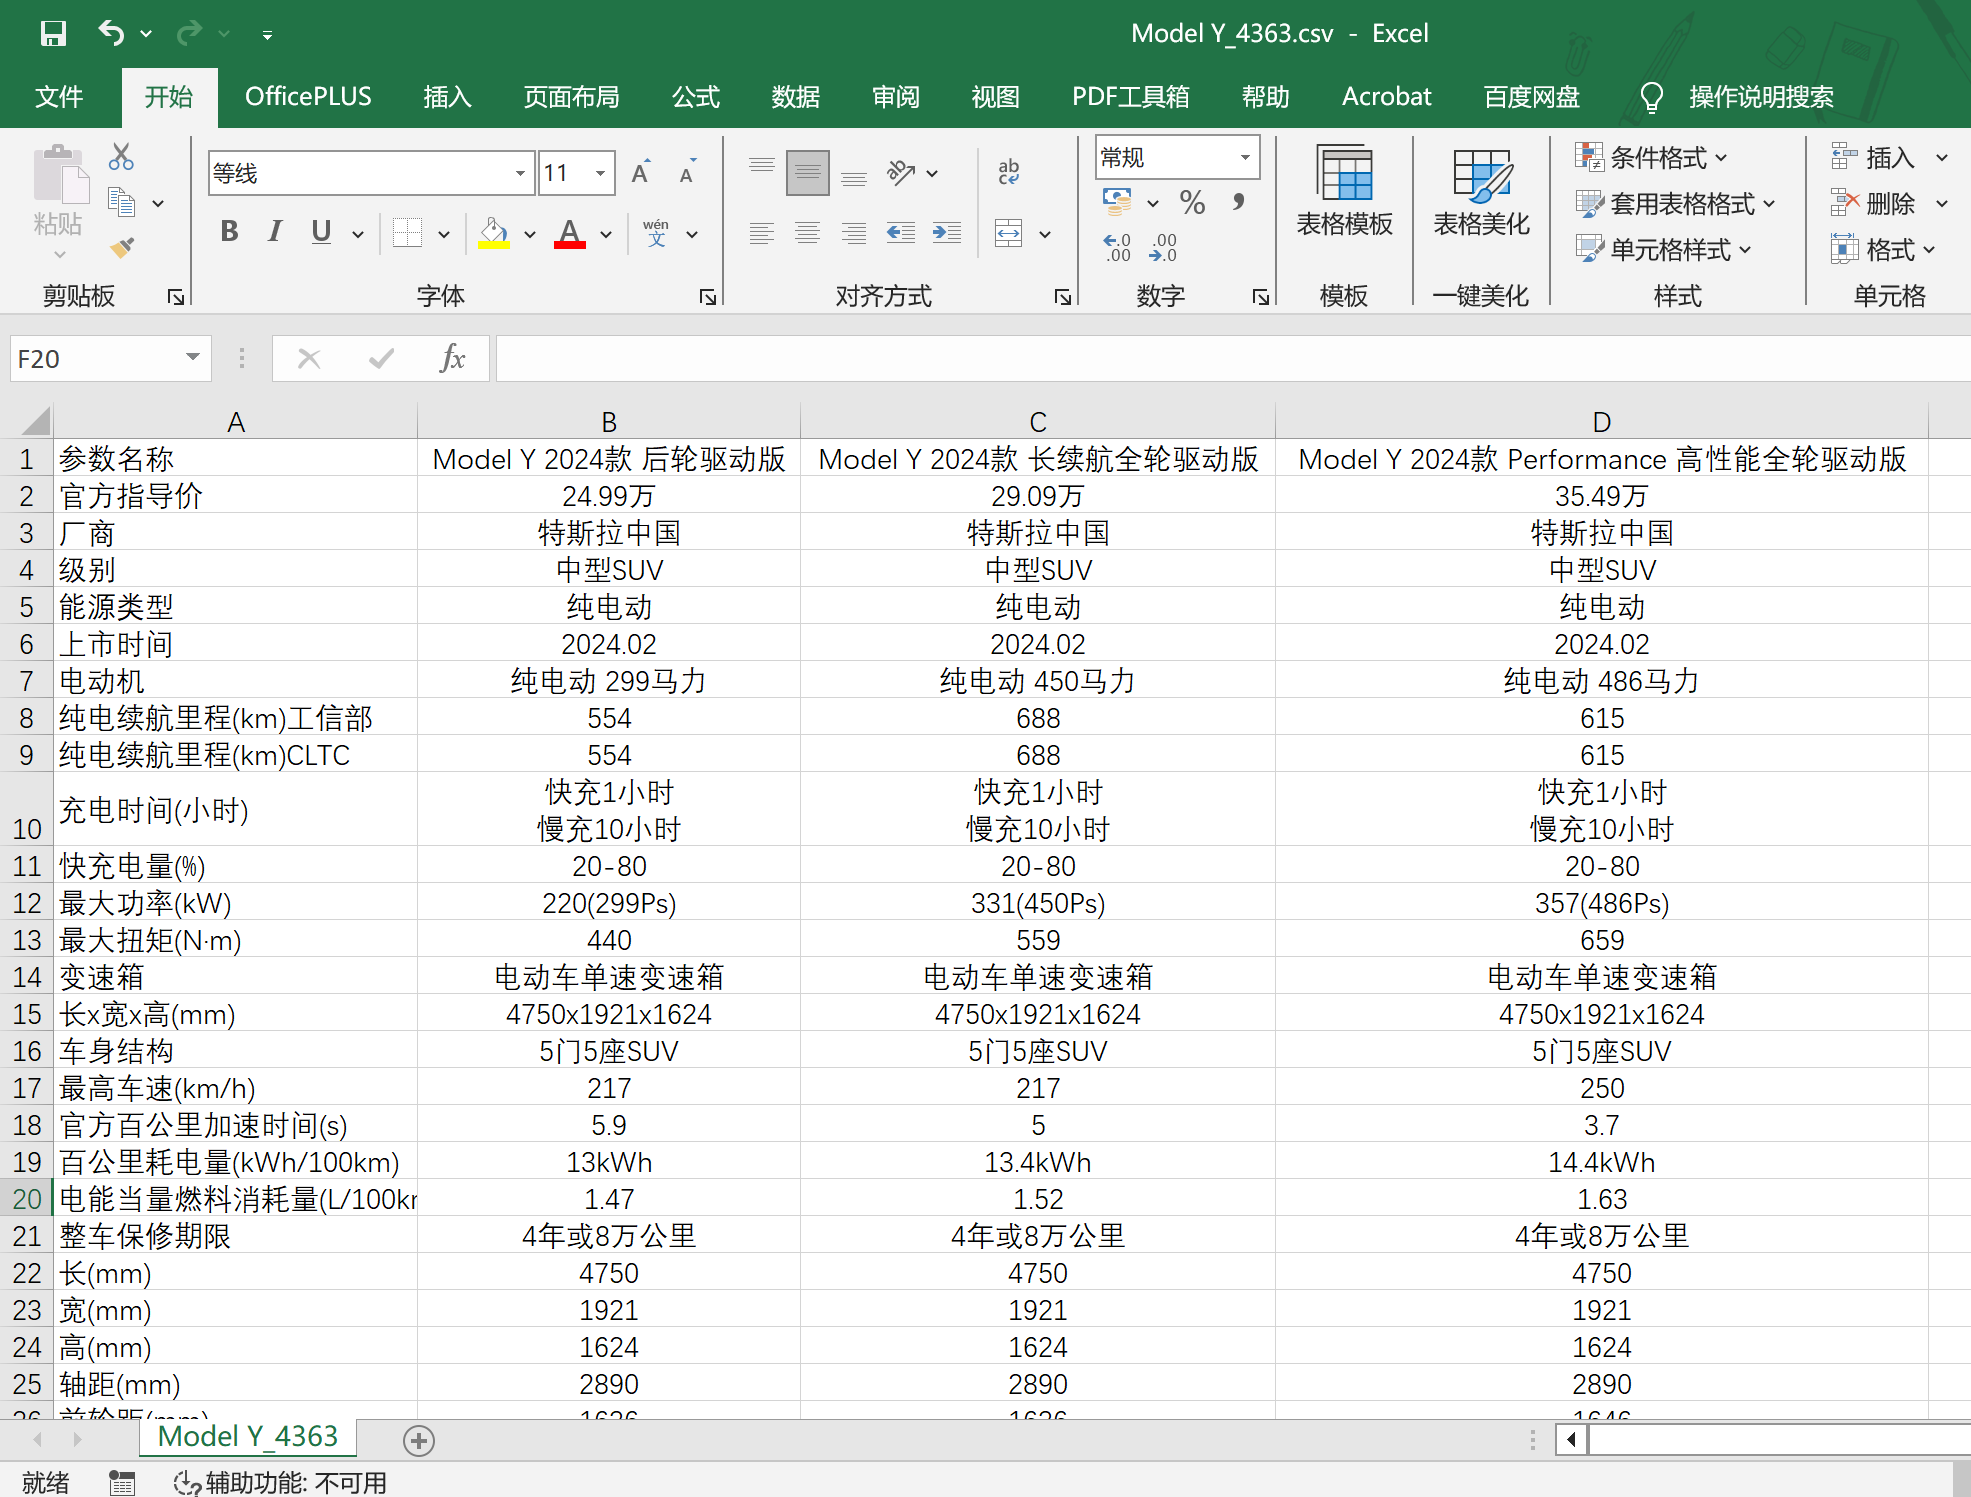 Model Y_4363.csv - Excel
文件 开始 OfficePLUS 插入 页面布局 公式 数据 审阅 视图 PDF工具箱 帮助 Acrobat 百度网盘 操作说明搜索
等线 11 常规 条件格式 插入
粘贴 表格模板 表格美化 套用表格格式 删除
B I U A wén 文 单元格样式 格式
剪贴板 字体 对齐方式 数字 模板 一键美化 样式 单元格
F20 fx
A B C D
1 参数名称 Model Y 2024款 后轮驱动版 Model Y 2024款 长续航全轮驱动版 Model Y 2024款 Performance 高性能全轮驱动版
2 官方指导价 24.99万 29.09万 35.49万
3 厂商 特斯拉中国 特斯拉中国 特斯拉中国
4 级别 中型SUV 中型SUV 中型SUV
5 能源类型 纯电动 纯电动 纯电动
6 上市时间 2024.02 2024.02 2024.02
7 电动机 纯电动 299马力 纯电动 450马力 纯电动 486马力
8 纯电续航里程(km)工信部 554 688 615
9 纯电续航里程(km)CLTC 554 688 615
快充1小时 快充1小时 快充1小时
10 充电时间(小时) 慢充10小时 慢充10小时 慢充10小时
11 快充电量(%) 20-80 20-80 20-80
12 最大功率(kW) 220(299Ps) 331(450Ps) 357(486Ps)
13 最大扭矩(N·m) 440 559 659
14 变速箱 电动车单速变速箱 电动车单速变速箱 电动车单速变速箱
15 长x宽x高(mm) 4750x1921x1624 4750x1921x1624 4750x1921x1624
16 车身结构 5门5座SUV 5门5座SUV 5门5座SUV
17 最高车速(km/h) 217 217 250
18 官方百公里加速时间(s) 5.9 5 3.7
19 百公里耗电量(kWh/100km) 13kWh 13.4kWh 14.4kWh
20 电能当量燃料消耗量(L/100k 1.47 1.52 1.63
21 整车保修期限 4年或8万公里 4年或8万公里 4年或8万公里
22 长(mm) 4750 4750 4750
23 宽(mm) 1921 1921 1921
24 高(mm) 1624 1624 1624
25 轴距(mm) 2890 2890 2890
Model Y_4363
就绪 辅助功能: 不可用